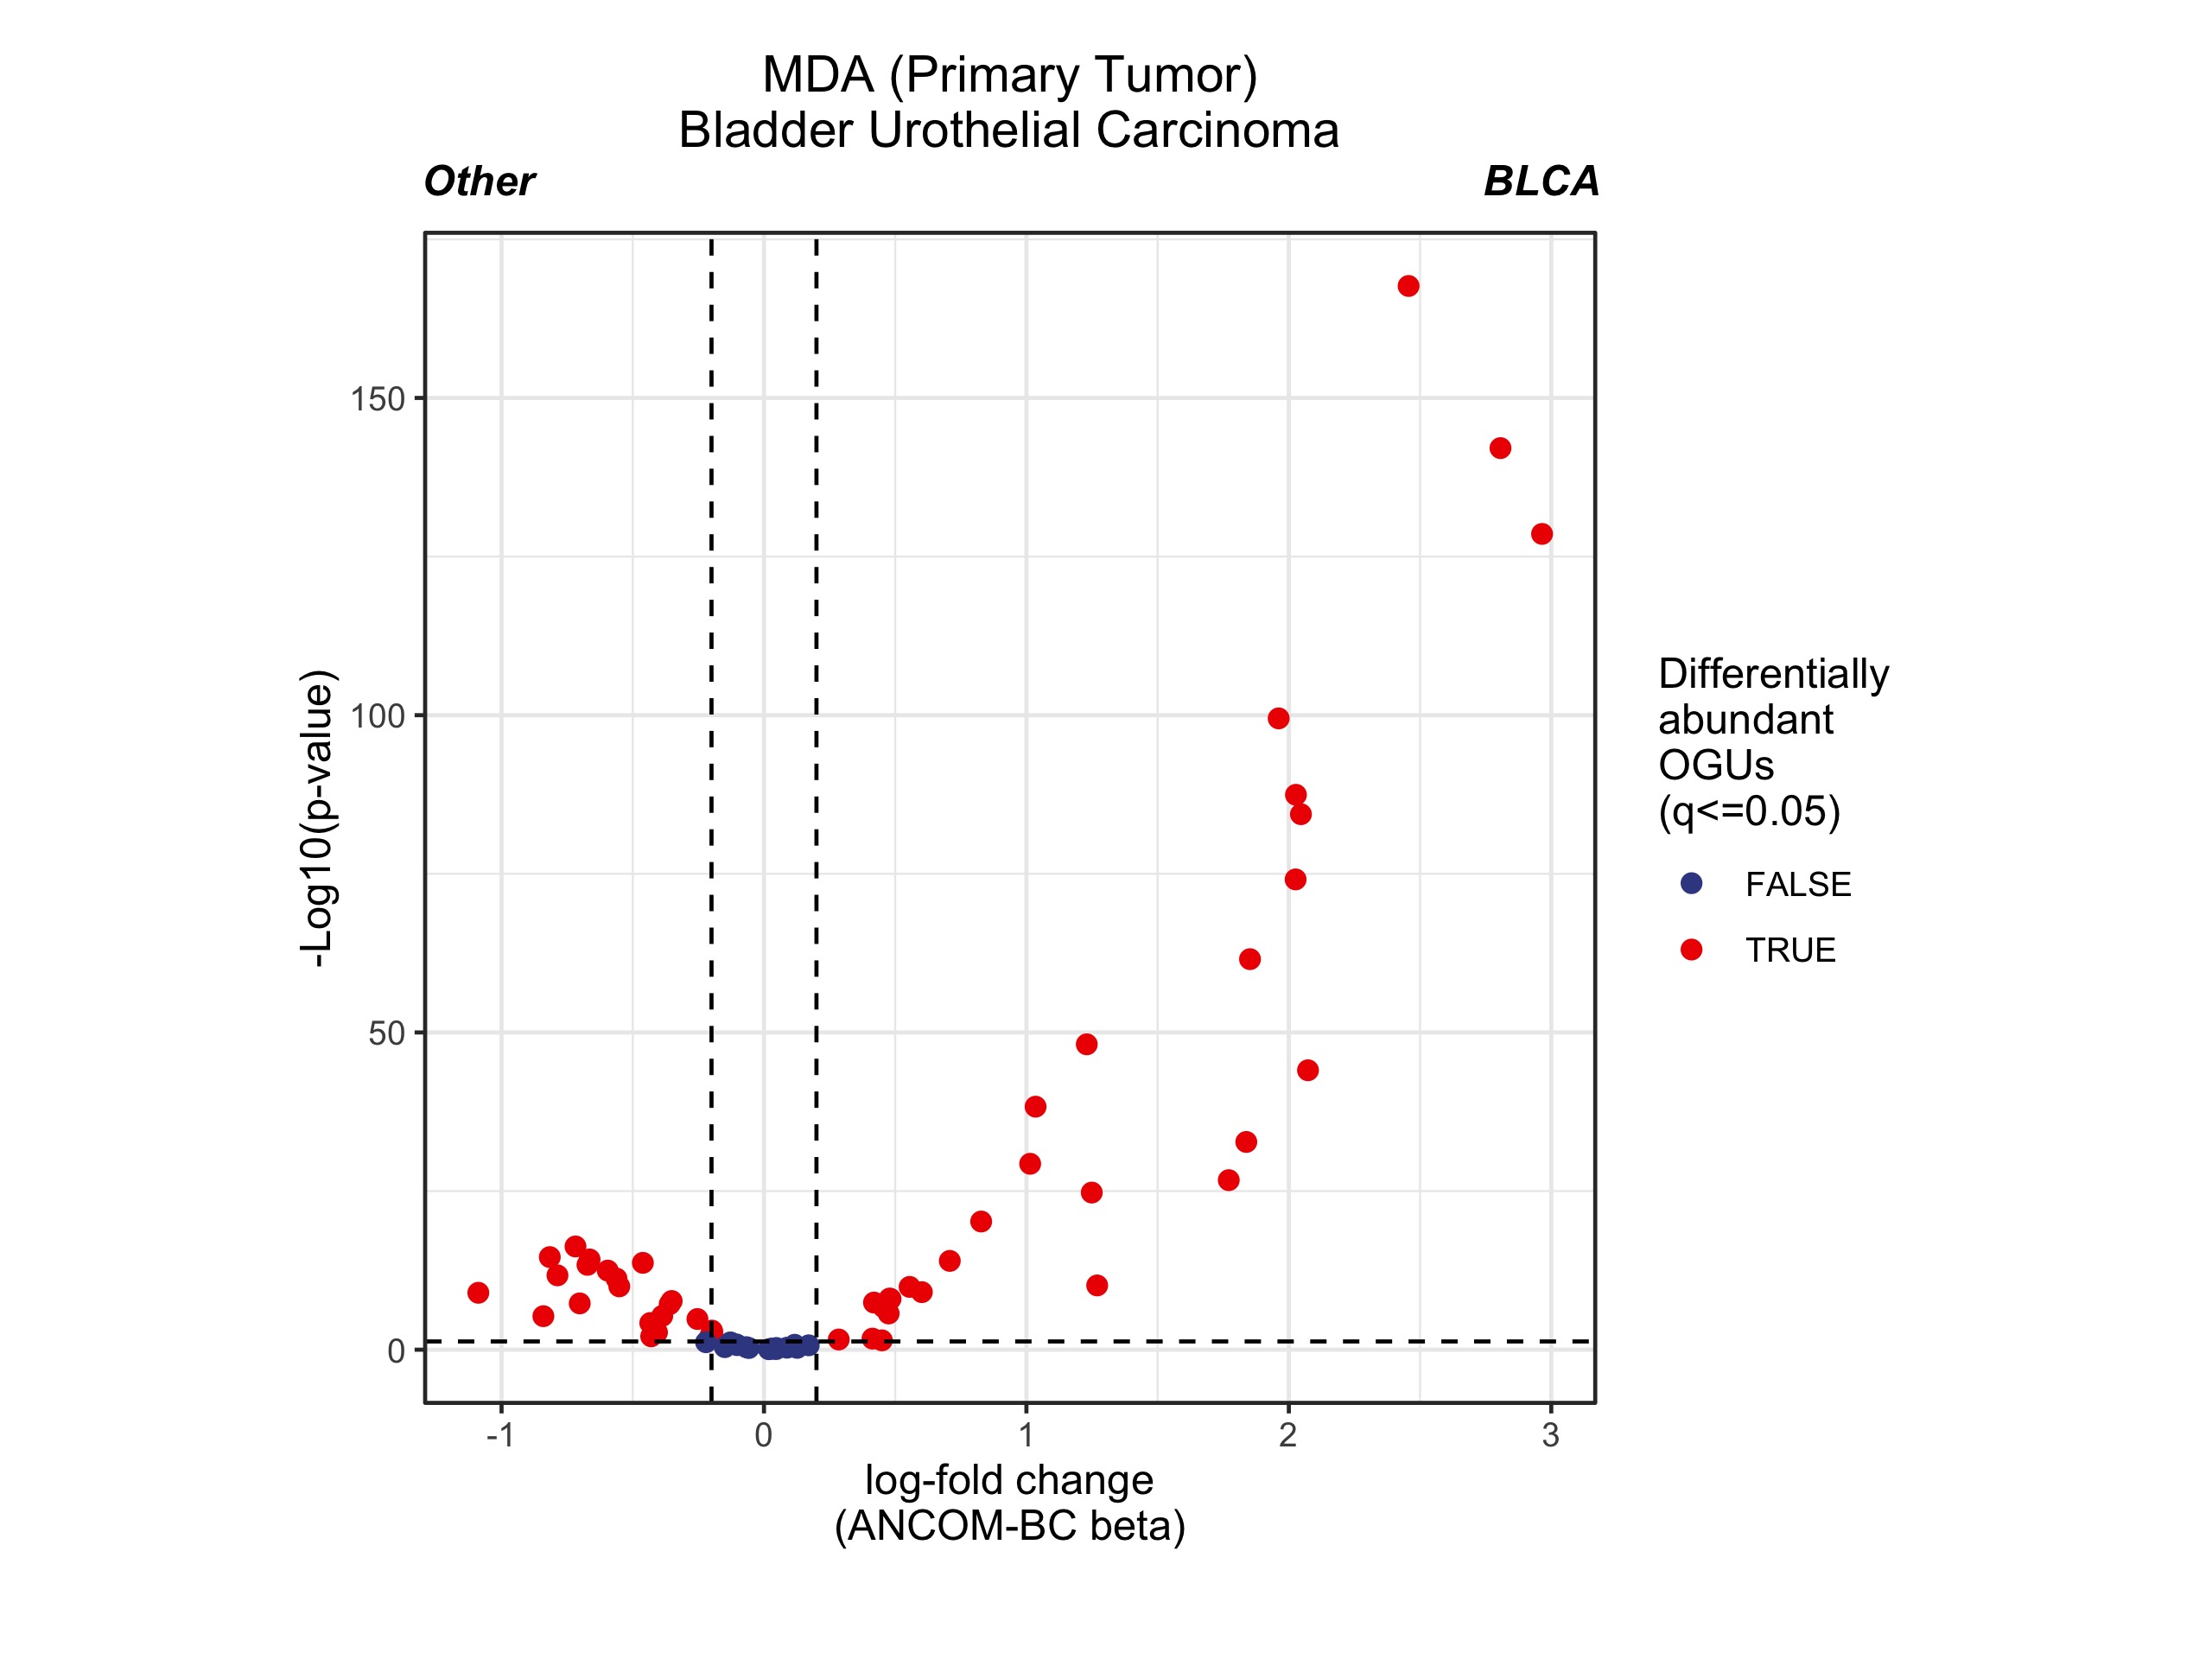 MDA (Primary Tumor)
Bladder Urothelial Carcinoma
Other
BLCA
150
100
50
0
-Log10(p-value)
-1
0
1
2
3
log-fold change
(ANCOM-BC beta)
Differentially
abundant
OGUs
(q<=0.05)
FALSE
TRUE